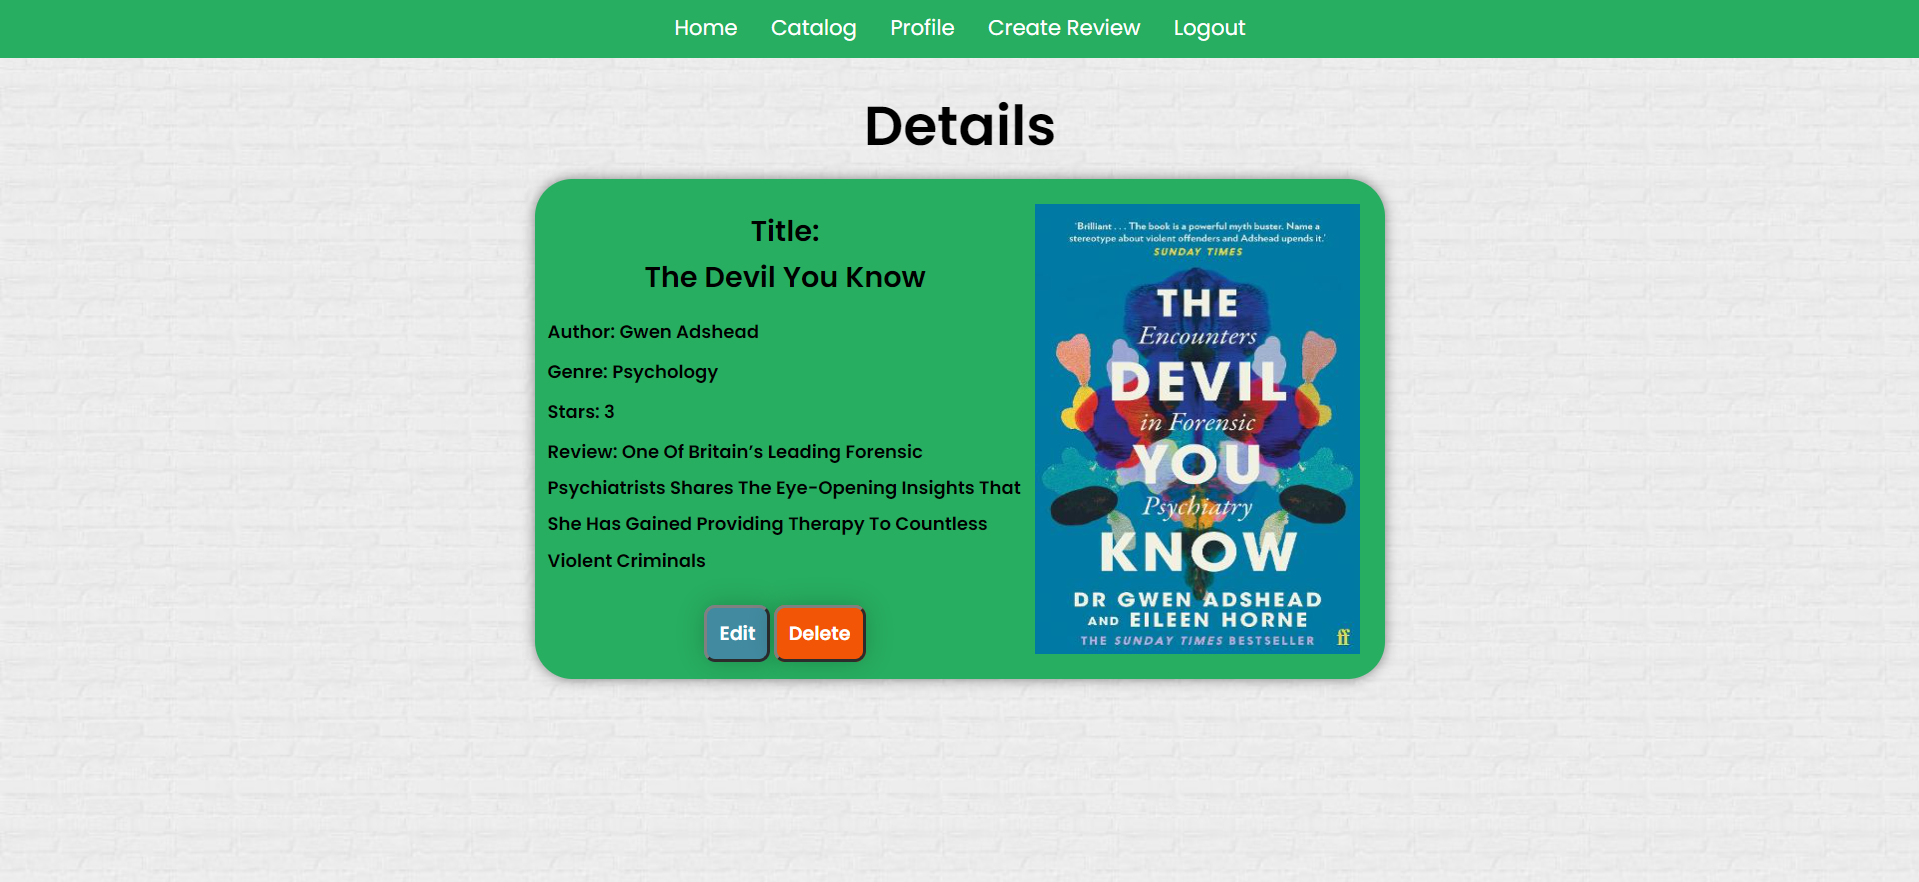 Home Catalog Profile Create Review Logout
Details
Title:
The Devil You Know
Author: Gwen Adshead
Genre: Psychology
Stars: 3
Review: One Of Britain’s Leading Forensic
Psychiatrists Shares The Eye-Opening Insights That
She Has Gained Providing Therapy To Countless
Violent Criminals
Edit Delete
'Brilliant . . . The book is a powerful myth buster. Name a
stereotype about violent offenders and Adshead upends it.'
SUNDAY TIMES
THE
Encounters
DEVIL
in Forensic
YOU
Psychiatry
KNOW
DR GWEN ADSHEAD
AND EILEEN HORNE
THE SUNDAY TIMES BESTSELLER
ff